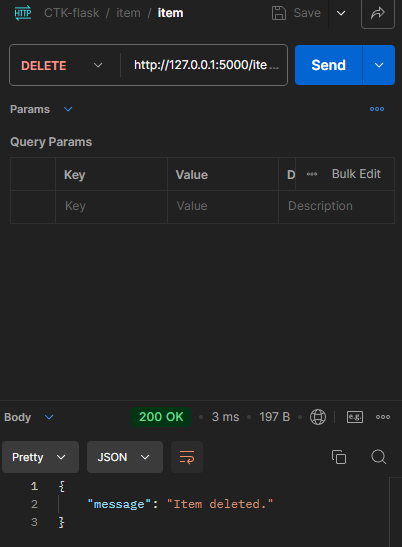 HTTP CTK-flask / item / item Save
DELETE http://127.0.0.1:5000/ite ... Send
Params
Query Params
Key Value D Bulk Edit
Key Value Description
Body 200 OK • 3 ms • 197 B e.g.
Pretty JSON
1 {
2 "message": "Item deleted."
3 }